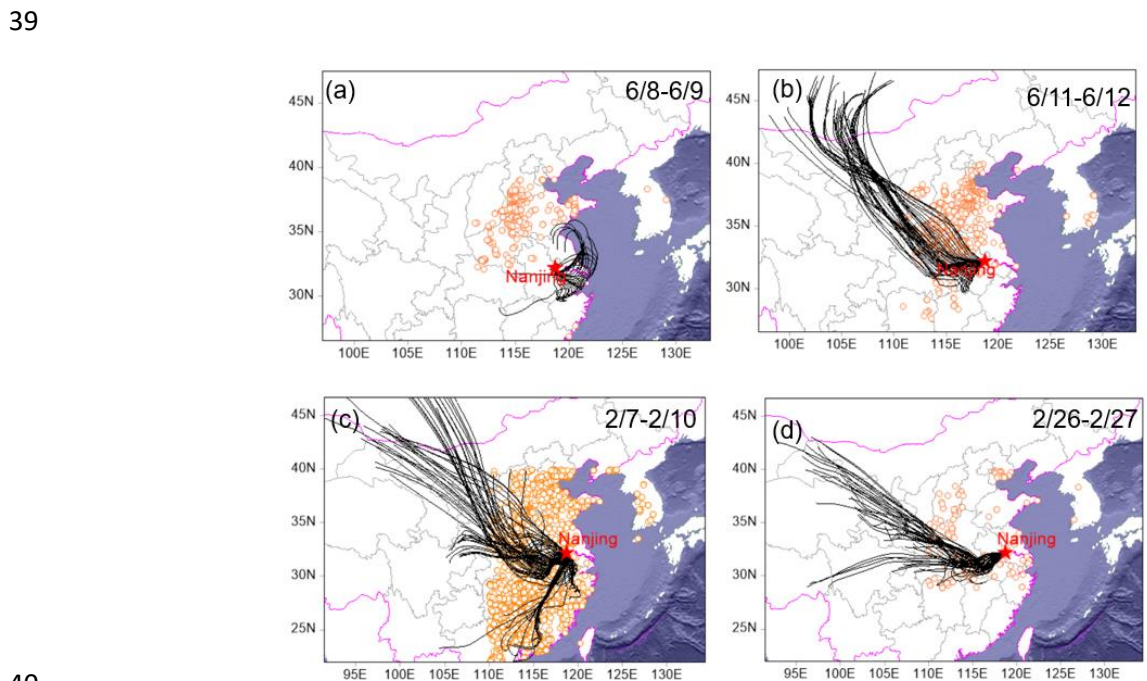 39
(a) 6/8-6/9
45N
40N
35N
30N
Nanjing
100E 105E 110E 115E 120E 125E 130E
(b) 6/11-6/12
45N
40N
35N
30N
Nanjing
100E 105E 110E 115E 120E 125E 130E
(c) 2/7-2/10
45N
40N
35N
30N
25N
Nanjing
95E 100E 105E 110E 115E 120E 125E 130E
(d) 2/26-2/27
45N
40N
35N
30N
25N
Nanjing
95E 100E 105E 110E 115E 120E 125E 130E
40